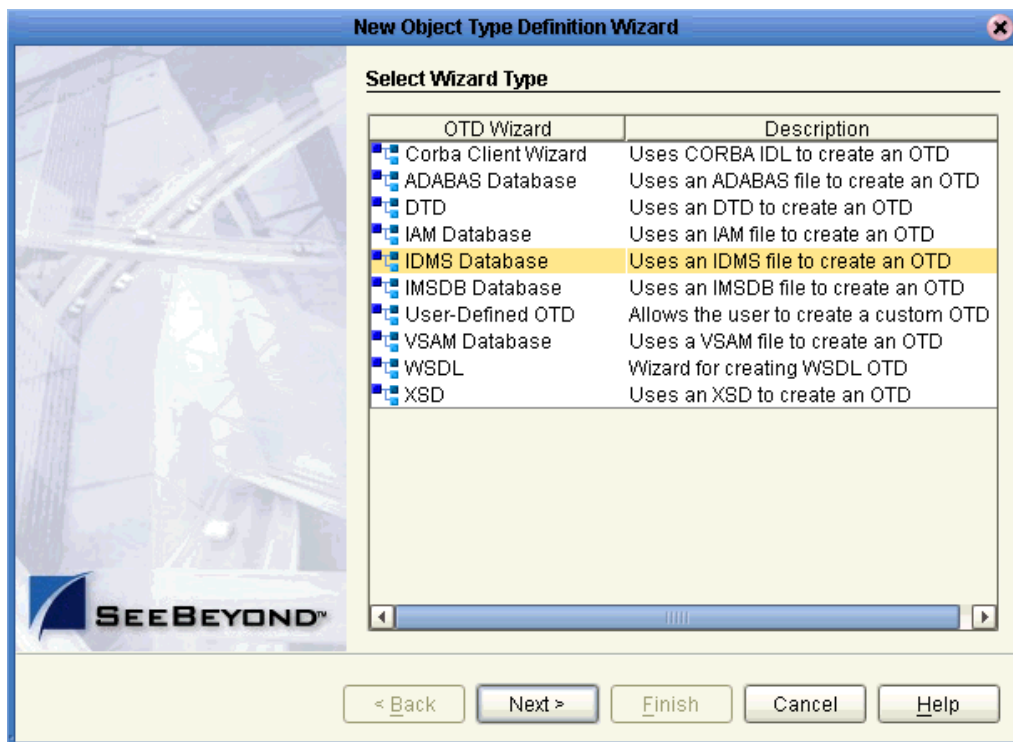 New Object Type Definition Wizard
Select Wizard Type
OTD Wizard Description
Corba Client Wizard Uses CORBA IDL to create an OTD
ADABAS Database Uses an ADABAS file to create an OTD
DTD Uses an DTD to create an OTD
IAM Database Uses an IAM file to create an OTD
IDMS Database Uses an IDMS file to create an OTD
IMSDB Database Uses an IMSDB file to create an OTD
User-Defined OTD Allows the user to create a custom OTD
VSAM Database Uses a VSAM file to create an OTD
WSDL Wizard for creating WSDL OTD
XSD Uses an XSD to create an OTD
SEEBEYOND™
< Back Next > Finish Cancel Help